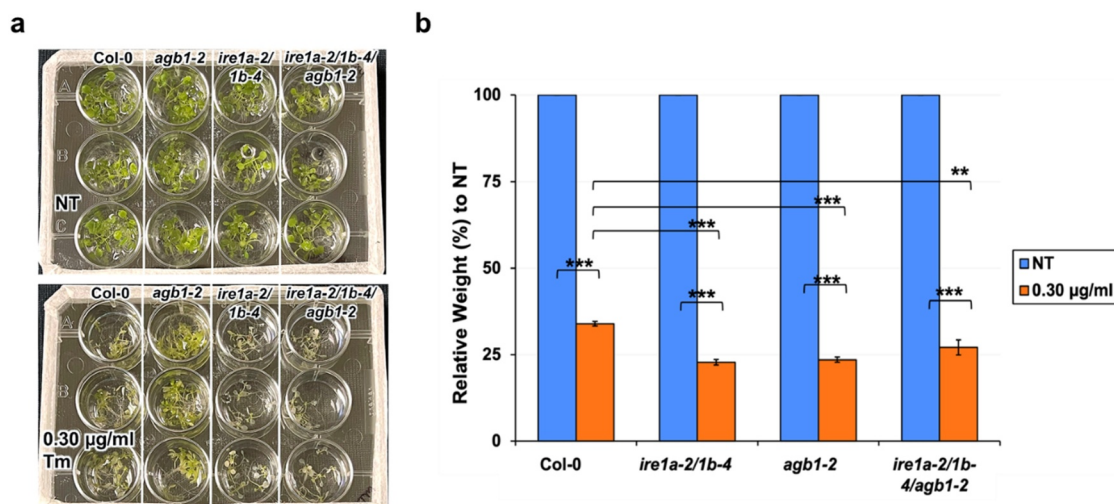 a
Col-0 agb1-2 ire1a-2/ ire1a-2/1b-4/
1b-4 agb1-2
A
B
NT
C
Col-0 agb1-2 ire1a-2/ ire1a-2/1b-4/
1b-4 agb1-2
A
B
0.30 µg/ml
Tm
b
Relative Weight (%) to NT
100
75
50
25
0
**
***
***
***
***
***
***
Col-0
ire1a-2/1b-4
agb1-2
ire1a-2/1b-
4/agb1-2
NT
0.30 µg/ml